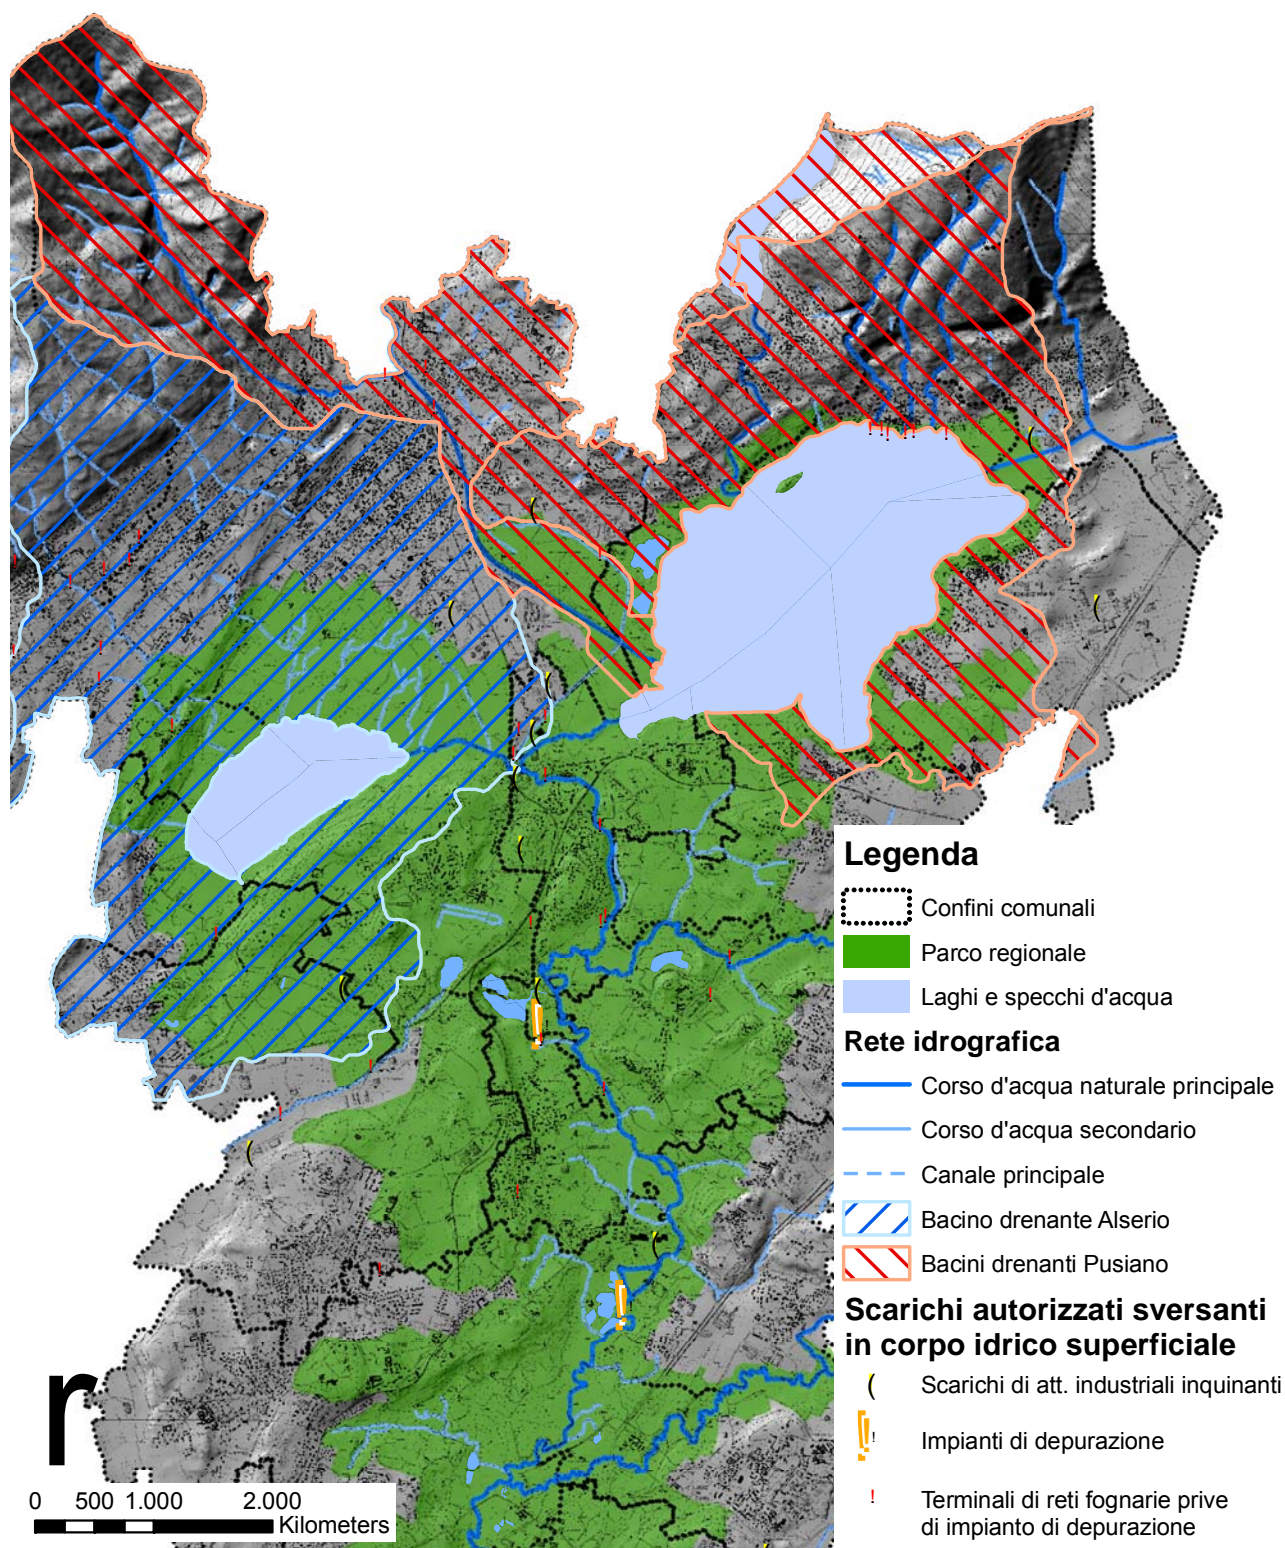 Legenda
Confini comunali
Parco regionale
Laghi e specchi d'acqua
Rete idrografica
Corso d'acqua naturale principale
Corso d'acqua secondario
Canale principale
Bacino drenante Alserio
Bacini drenanti Pusiano
Scarichi autorizzati sversanti
in corpo idrico superficiale
( Scarichi di att. industriali inquinanti
! Impianti di depurazione
! Terminali di reti fognarie prive
di impianto di depurazione
r
0 500 1.000 2.000
Kilometers